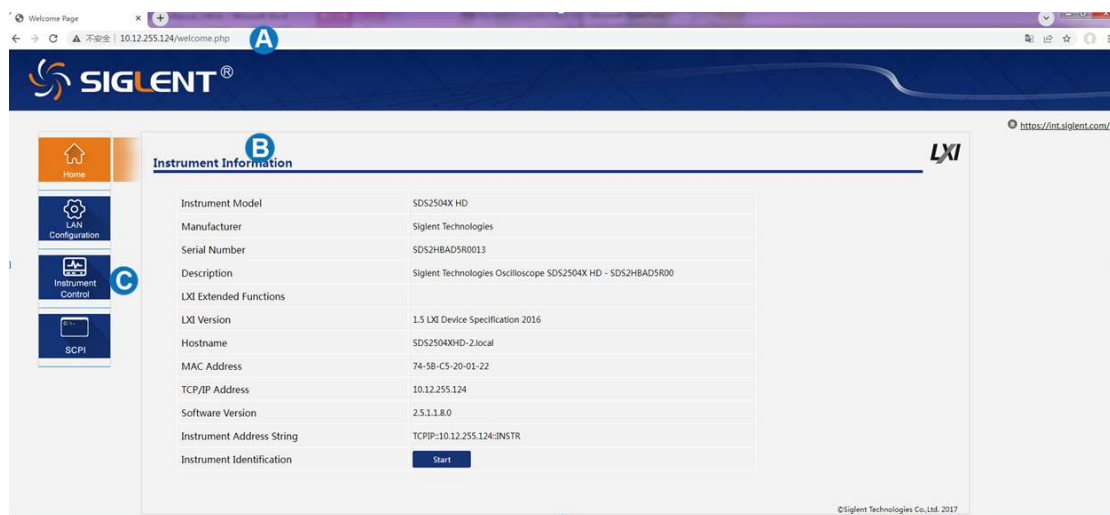 Welcome Page
不安全 | 10.12.255.124/welcome.php
A
SIGLENT®
https://int.siglent.com/
Home
LAN
Configuration
Instrument
Control
C
C:\.
SCPI
B
Instrument Information
LXI
Instrument Model SDS2504X HD
Manufacturer Siglent Technologies
Serial Number SDS2HBAD5R0013
Description Siglent Technologies Oscilloscope SDS2504X HD - SDS2HBAD5R00
LXI Extended Functions
LXI Version 1.5 LXI Device Specification 2016
Hostname SDS2504XHD-2.local
MAC Address 74-5B-C5-20-01-22
TCP/IP Address 10.12.255.124
Software Version 2.5.1.1.8.0
Instrument Address String TCPIP::10.12.255.124::INSTR
Instrument Identification Start
©Siglent Technologies Co.,Ltd. 2017